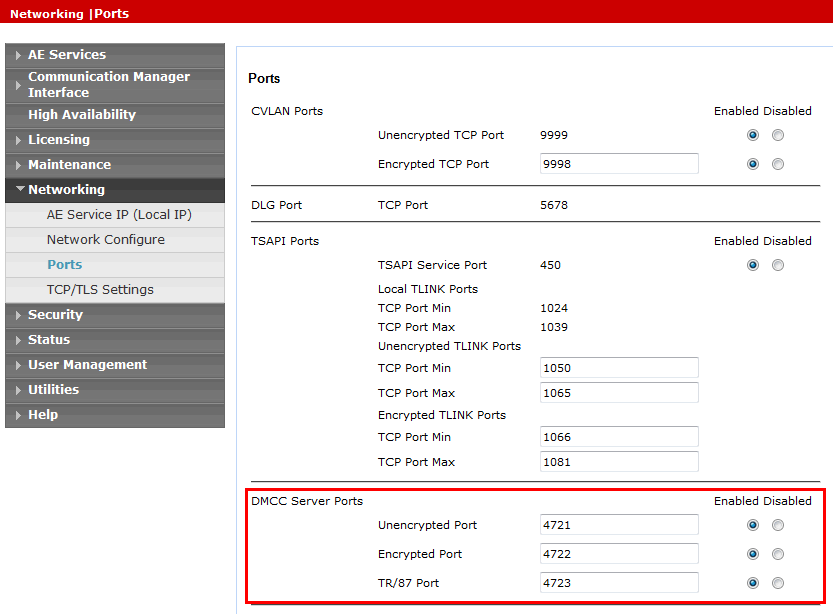 Networking |Ports
AE Services
Communication Manager
Interface
High Availability
Licensing
Maintenance
Networking
AE Service IP (Local IP)
Network Configure
Ports
TCP/TLS Settings
Security
Status
User Management
Utilities
Help
Ports
CVLAN Ports Enabled Disabled
Unencrypted TCP Port 9999
Encrypted TCP Port 9998
DLG Port TCP Port 5678
TSAPI Ports Enabled Disabled
TSAPI Service Port 450
Local TLINK Ports
TCP Port Min 1024
TCP Port Max 1039
Unencrypted TLINK Ports
TCP Port Min 1050
TCP Port Max 1065
Encrypted TLINK Ports
TCP Port Min 1066
TCP Port Max 1081
DMCC Server Ports Enabled Disabled
Unencrypted Port 4721
Encrypted Port 4722
TR/87 Port 4723